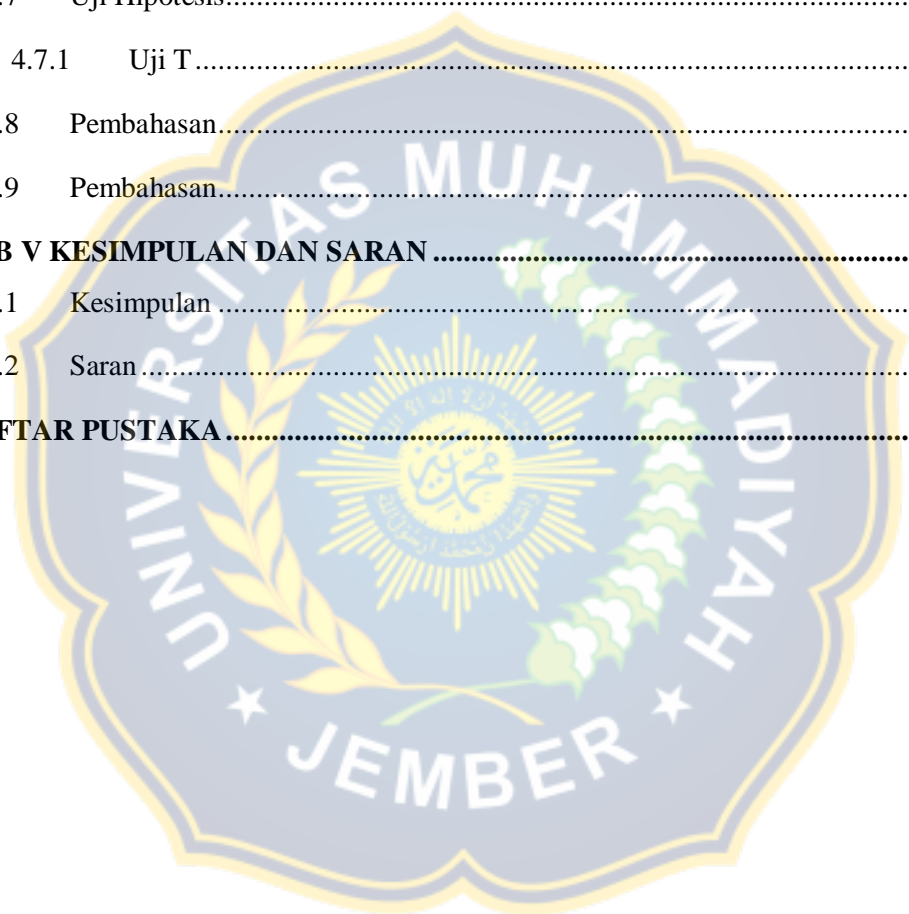 .7 Uji Hipotesis
4.7.1 Uji T
.8 Pembahasan
.9 Pembahasan
B V KESIMPULAN DAN SARAN
.1 Kesimpulan
.2 Saran
FTAR PUSTAKA
UNIVERSITAS MUHAMMADIYAH
JEMBER